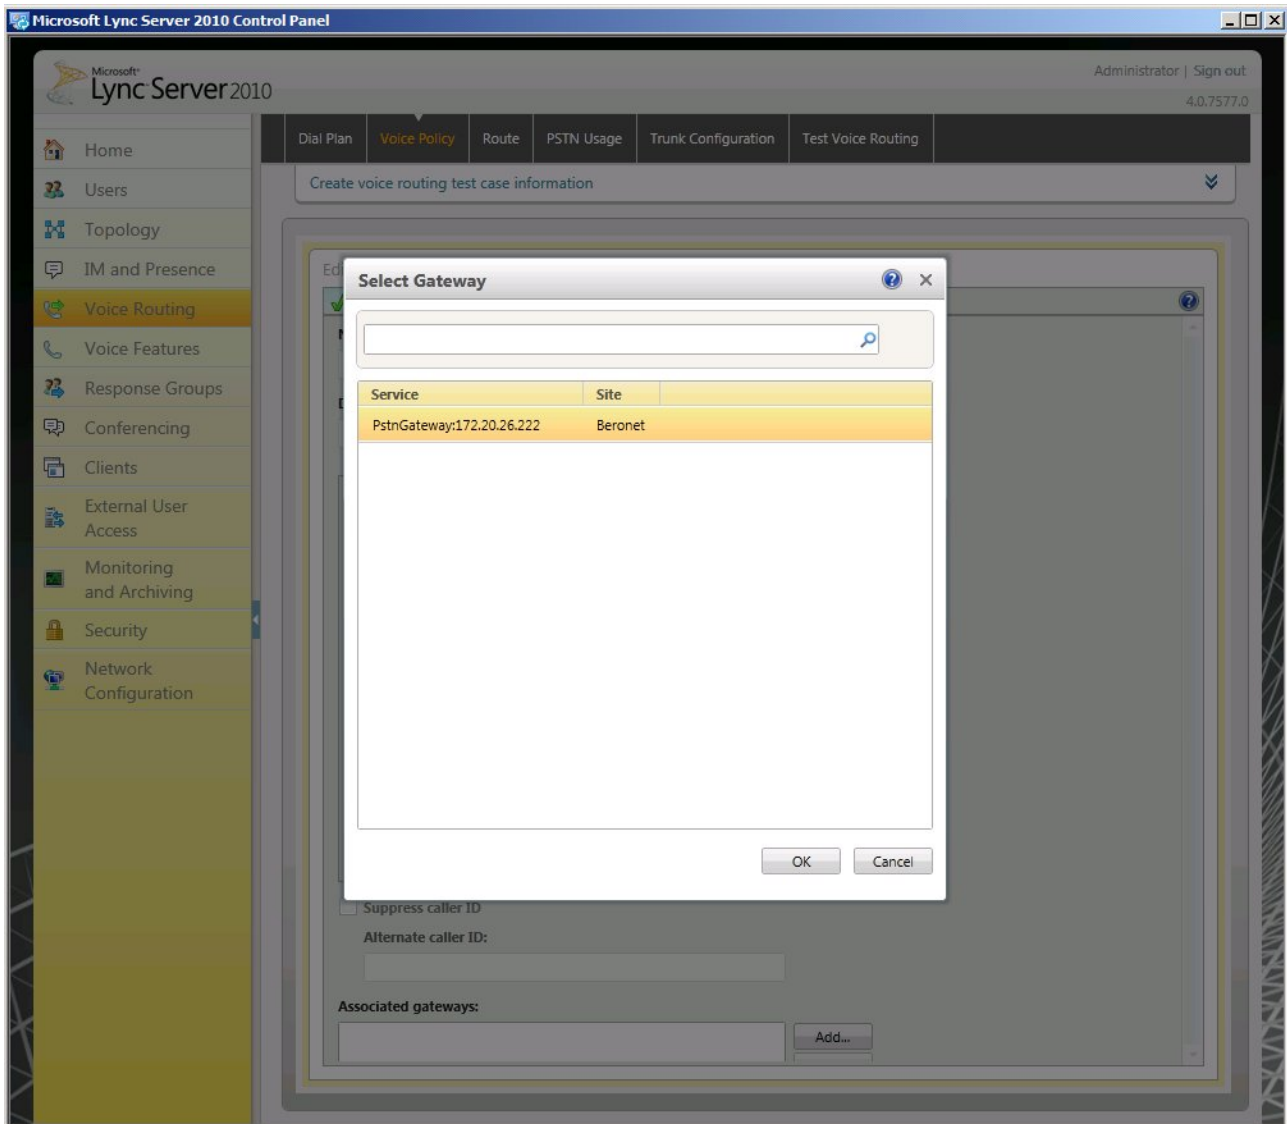 Microsoft Lync Server 2010 Control Panel
Microsoft®
Lync Server 2010
Administrator | Sign out
4.0.7577.0
Home
Users
Topology
IM and Presence
Voice Routing
Voice Features
Response Groups
Conferencing
Clients
External User
Access
Monitoring
and Archiving
Security
Network
Configuration
Dial Plan Voice Policy Route PSTN Usage Trunk Configuration Test Voice Routing
Create voice routing test case information
Select Gateway
Service Site
PstnGateway:172.20.26.222 Beronet
OK Cancel
Suppress caller ID
Alternate caller ID:
Associated gateways:
Add...